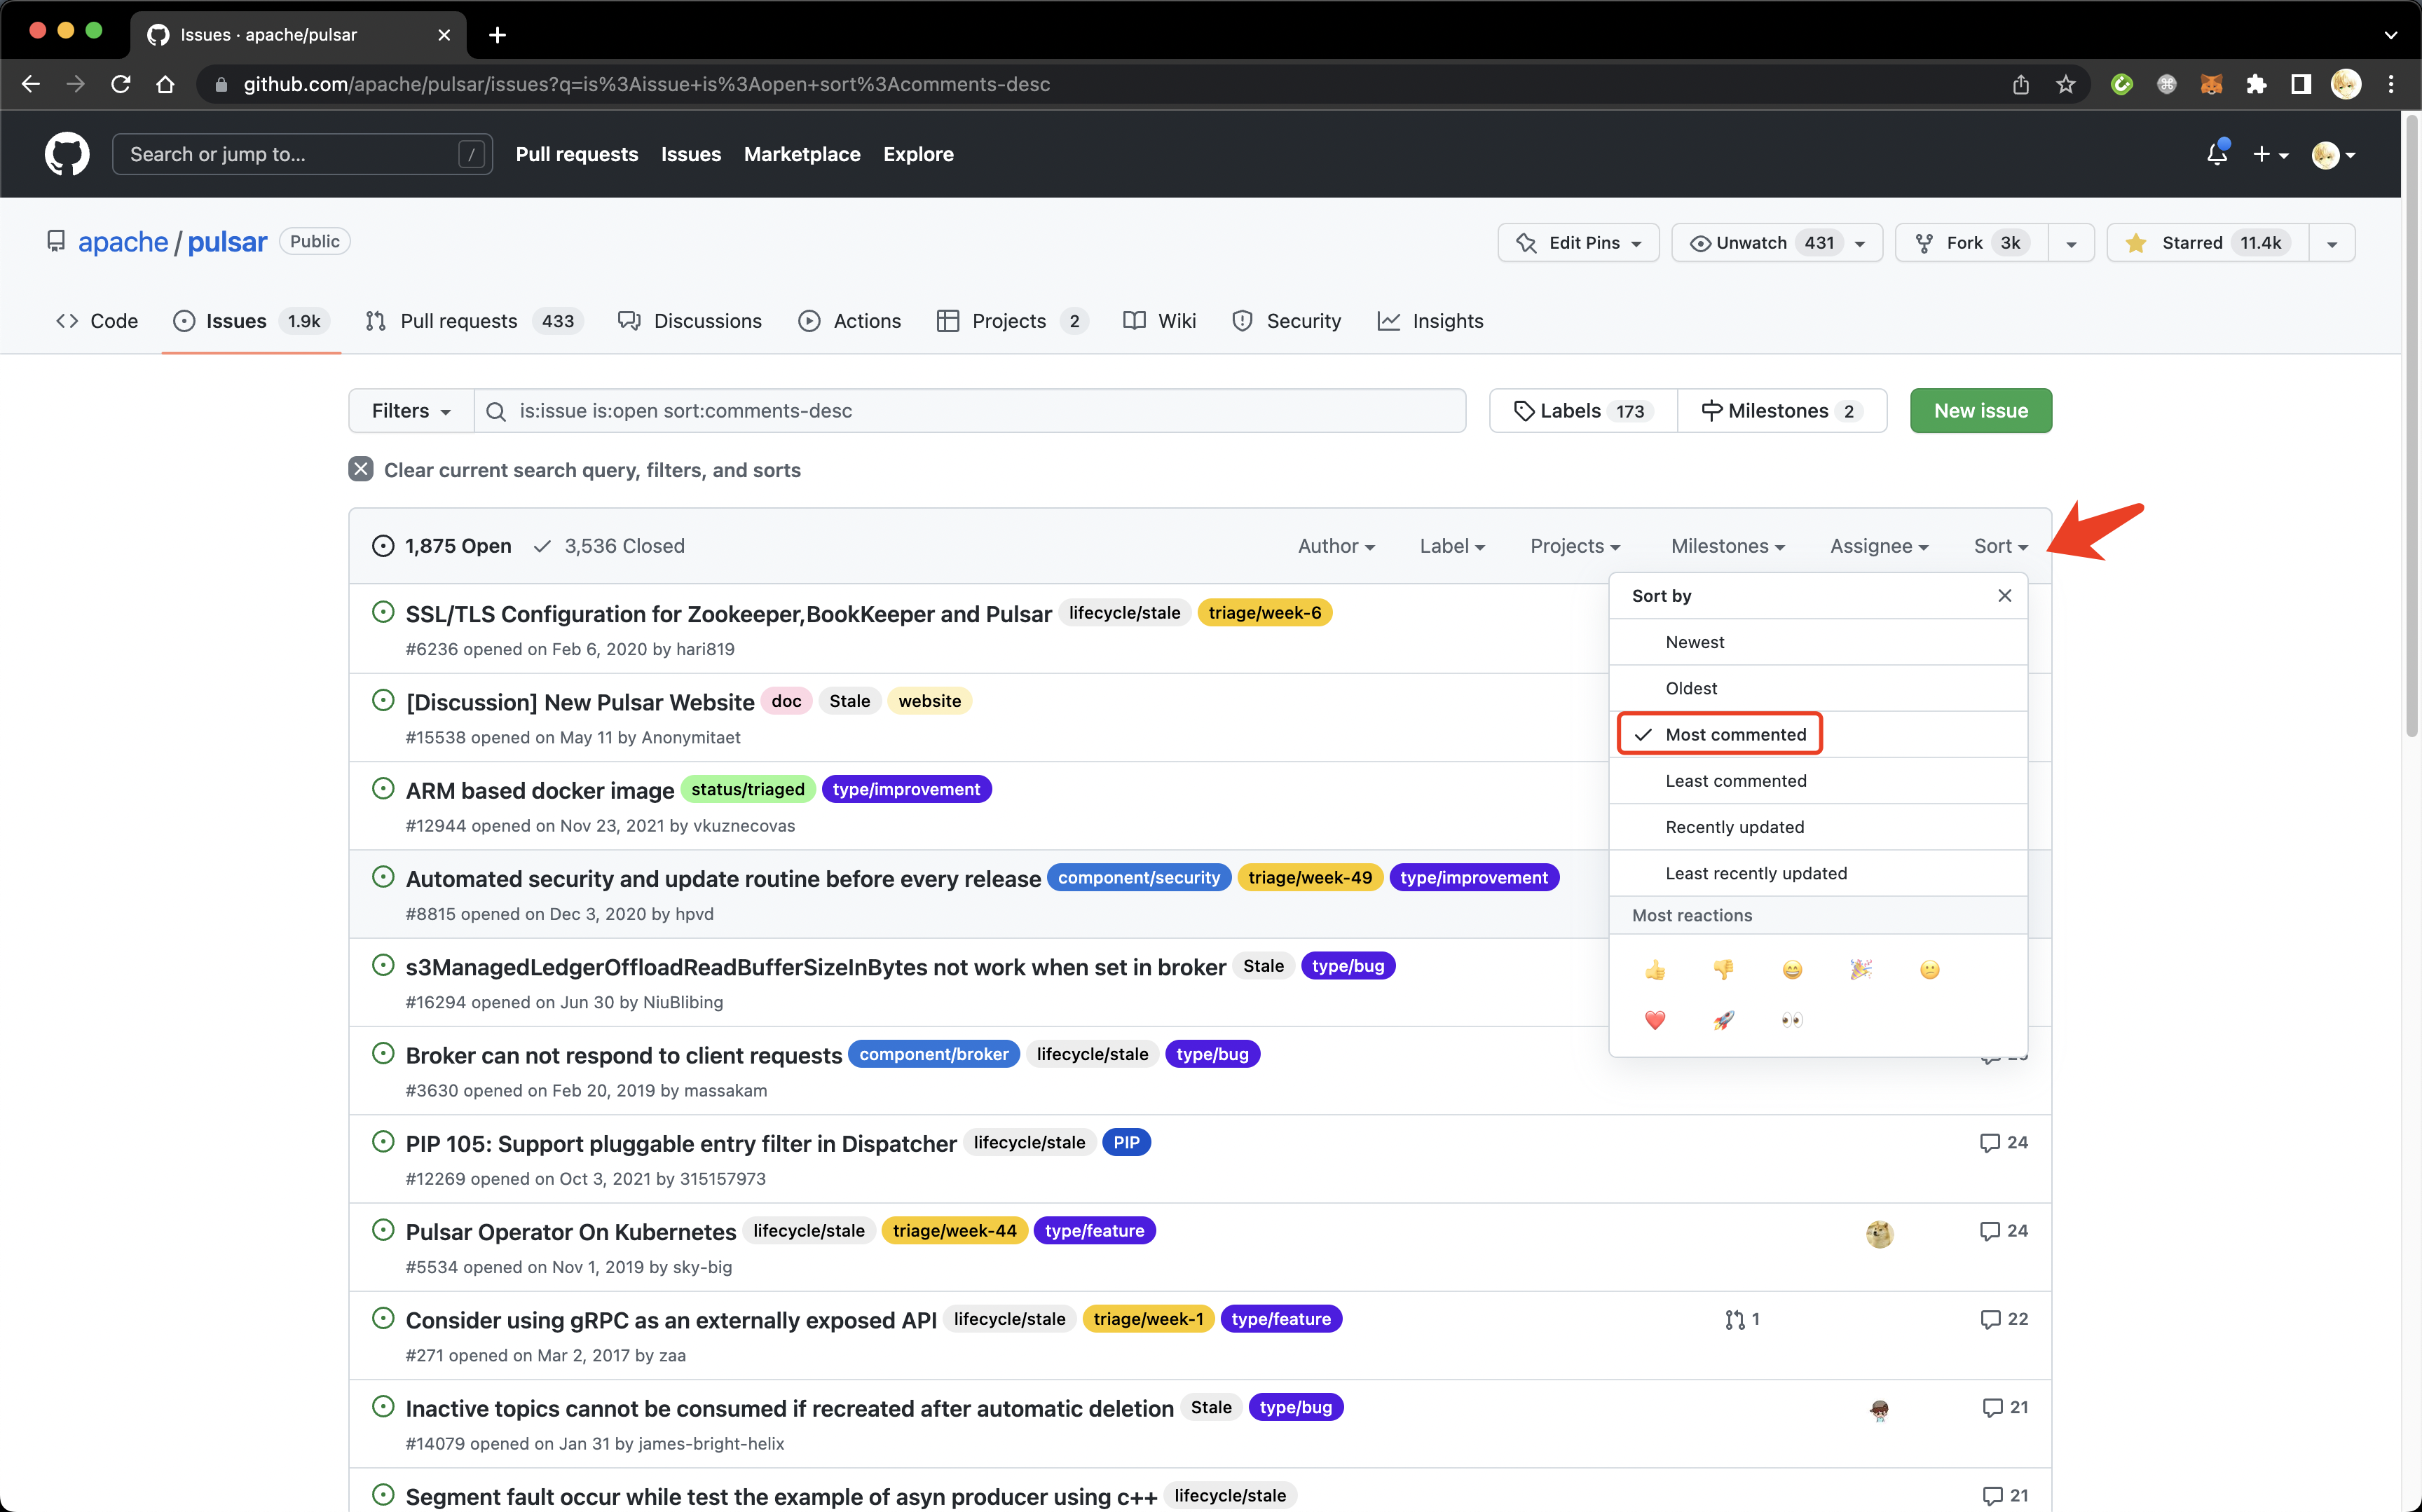 Issues · apache/pulsar
github.com/apache/pulsar/issues?q=is%3Aissue+is%3Aopen+sort%3Acomments-desc
Search or jump to... / Pull requests Issues Marketplace Explore
apache / pulsar Public Edit Pins Unwatch 431 Fork 3k Starred 11.4k
Code Issues 1.9k Pull requests 433 Discussions Actions Projects 2 Wiki Security Insights
Filters is:issue is:open sort:comments-desc Labels 173 Milestones 2 New issue
Clear current search query, filters, and sorts
1,875 Open 3,536 Closed Author Label Projects Milestones Assignee Sort
Sort by
Newest
Oldest
Most commented
Least commented
Recently updated
Least recently updated
Most reactions
SSL/TLS Configuration for Zookeeper,BookKeeper and Pulsar lifecycle/stale triage/week-6
#6236 opened on Feb 6, 2020 by hari819
[Discussion] New Pulsar Website doc Stale website
#15538 opened on May 11 by Anonymitaet
ARM based docker image status/triaged type/improvement
#12944 opened on Nov 23, 2021 by vkuznecovas
Automated security and update routine before every release component/security triage/week-49 type/improvement
#8815 opened on Dec 3, 2020 by hpvd
s3ManagedLedgerOffloadReadBufferSizeInBytes not work when set in broker Stale type/bug
#16294 opened on Jun 30 by NiuBlibing
Broker can not respond to client requests component/broker lifecycle/stale type/bug
#3630 opened on Feb 20, 2019 by massakam
PIP 105: Support pluggable entry filter in Dispatcher lifecycle/stale PIP 24
#12269 opened on Oct 3, 2021 by 315157973
Pulsar Operator On Kubernetes lifecycle/stale triage/week-44 type/feature 24
#5534 opened on Nov 1, 2019 by sky-big
Consider using gRPC as an externally exposed API lifecycle/stale triage/week-1 type/feature 1 22
#271 opened on Mar 2, 2017 by zaa
Inactive topics cannot be consumed if recreated after automatic deletion Stale type/bug 21
#14079 opened on Jan 31 by james-bright-helix
Segment fault occur while test the example of asyn producer using c++ lifecycle/stale 21